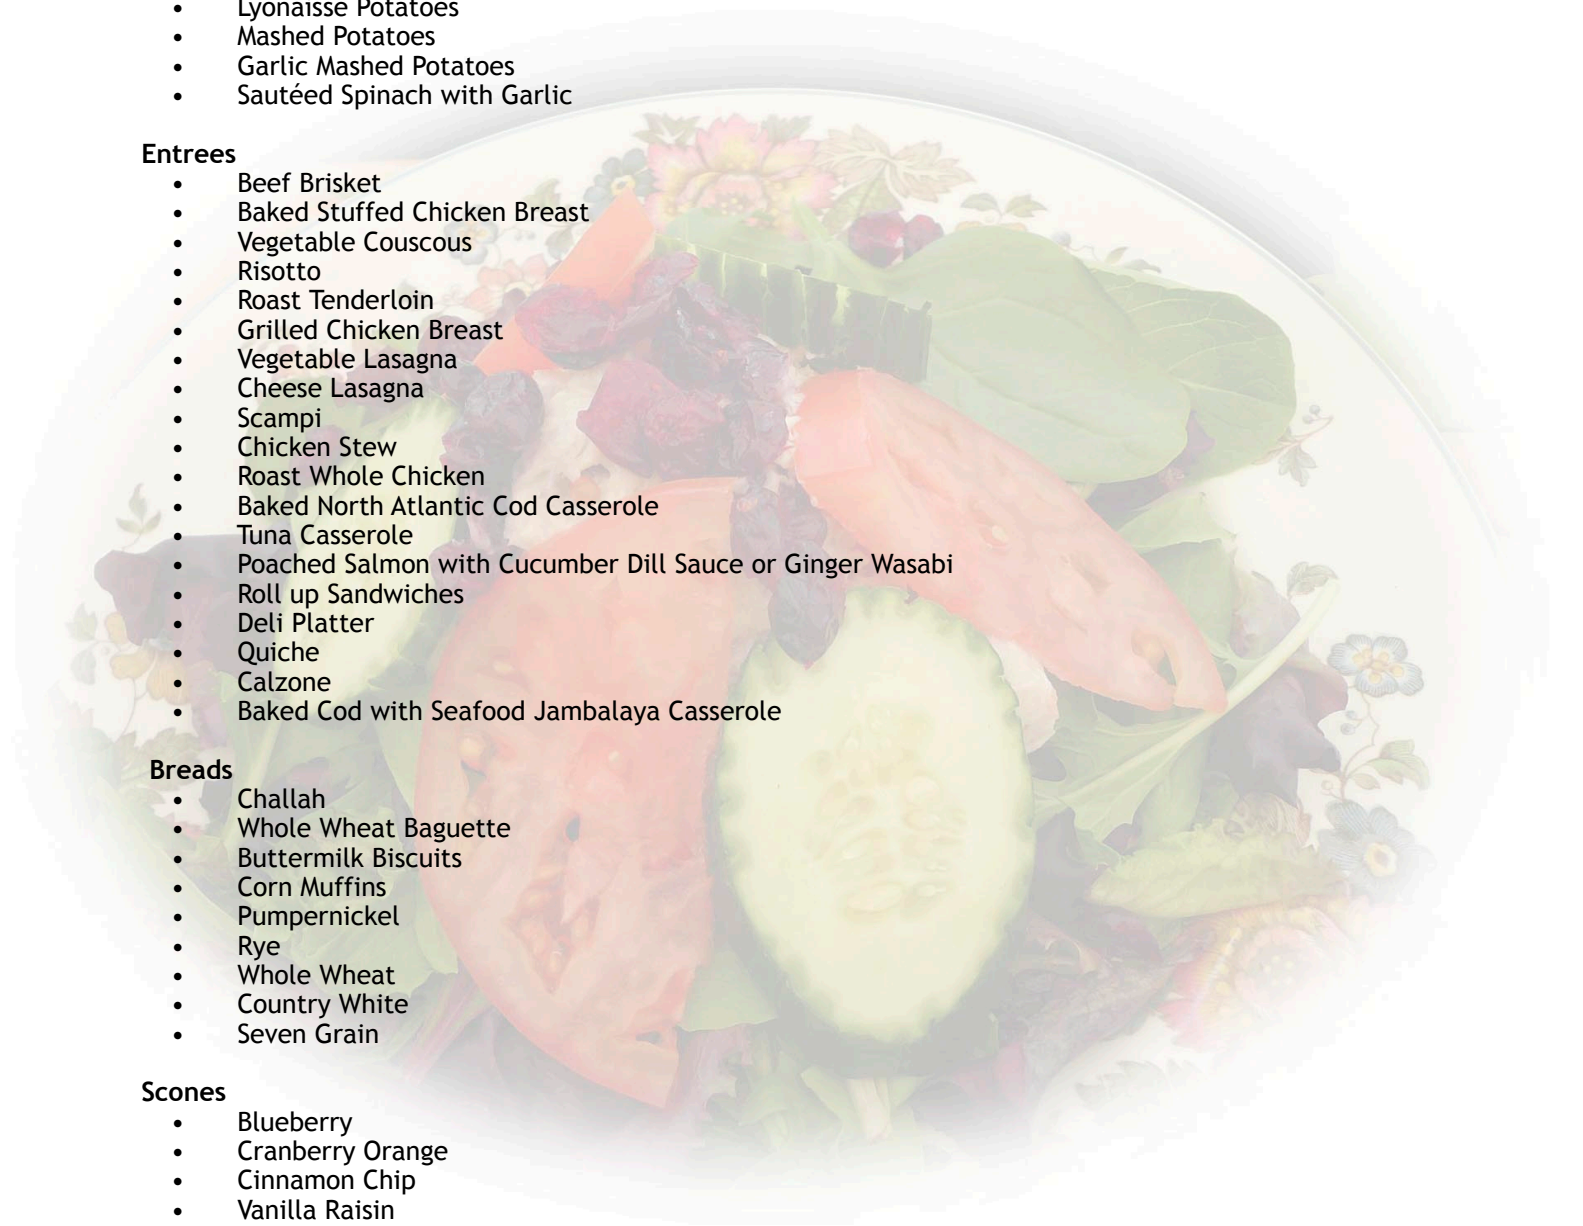 • Lyonaisse Potatoes
• Mashed Potatoes
• Garlic Mashed Potatoes
• Sautéed Spinach with Garlic
Entrees
• Beef Brisket
• Baked Stuffed Chicken Breast
• Vegetable Couscous
• Risotto
• Roast Tenderloin
• Grilled Chicken Breast
• Vegetable Lasagna
• Cheese Lasagna
• Scampi
• Chicken Stew
• Roast Whole Chicken
• Baked North Atlantic Cod Casserole
• Tuna Casserole
• Poached Salmon with Cucumber Dill Sauce or Ginger Wasabi
• Roll up Sandwiches
• Deli Platter
• Quiche
• Calzone
• Baked Cod with Seafood Jambalaya Casserole
Breads
• Challah
• Whole Wheat Baguette
• Buttermilk Biscuits
• Corn Muffins
• Pumpernickel
• Rye
• Whole Wheat
• Country White
• Seven Grain
Scones
• Blueberry
• Cranberry Orange
• Cinnamon Chip
• Vanilla Raisin